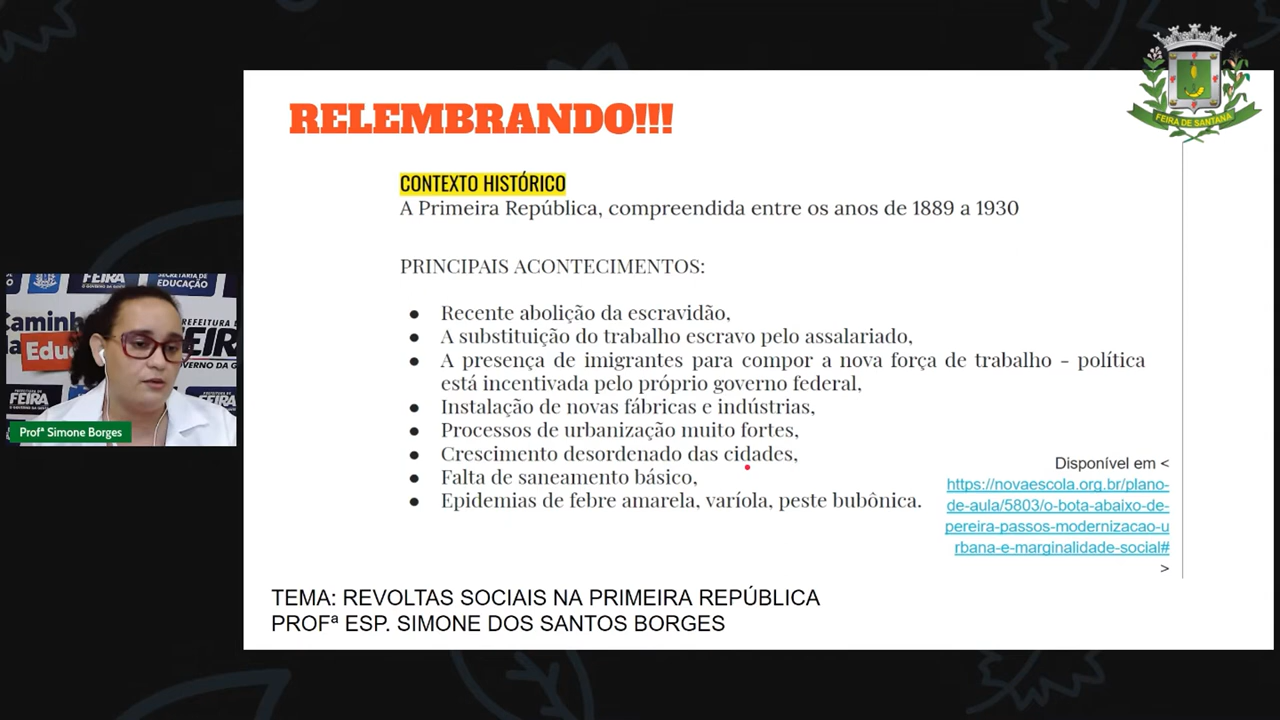 RELEMBRANDO!!!
FEIRA DE SANTANA
CONTEXTO HISTÓRICO
A Primeira República, compreendida entre os anos de 1889 a 1930
PRINCIPAIS ACONTECIMENTOS:
● Recente abolição da escravidão,
● A substituição do trabalho escravo pelo assalariado,
● A presença de imigrantes para compor a nova força de trabalho - política
está incentivada pelo próprio governo federal,
● Instalação de novas fábricas e indústrias,
● Processos de urbanização muito fortes,
● Crescimento desordenado das cidades,
● Falta de saneamento básico,
● Epidemias de febre amarela, varíola, peste bubônica.
Disponível em <
https://novaescola.org.br/plano-
de-aula/5803/o-bota-abaixo-de-
pereira-passos-modernizacao-u
rbana-e-marginalidade-social#
>
TEMA: REVOLTAS SOCIAIS NA PRIMEIRA REPÚBLICA
PROFª ESP. SIMONE DOS SANTOS BORGES
FEIRA
SECRETARIA DE
EDUCAÇÃO
PREFEITURA
FEIRA
Profª Simone Borges